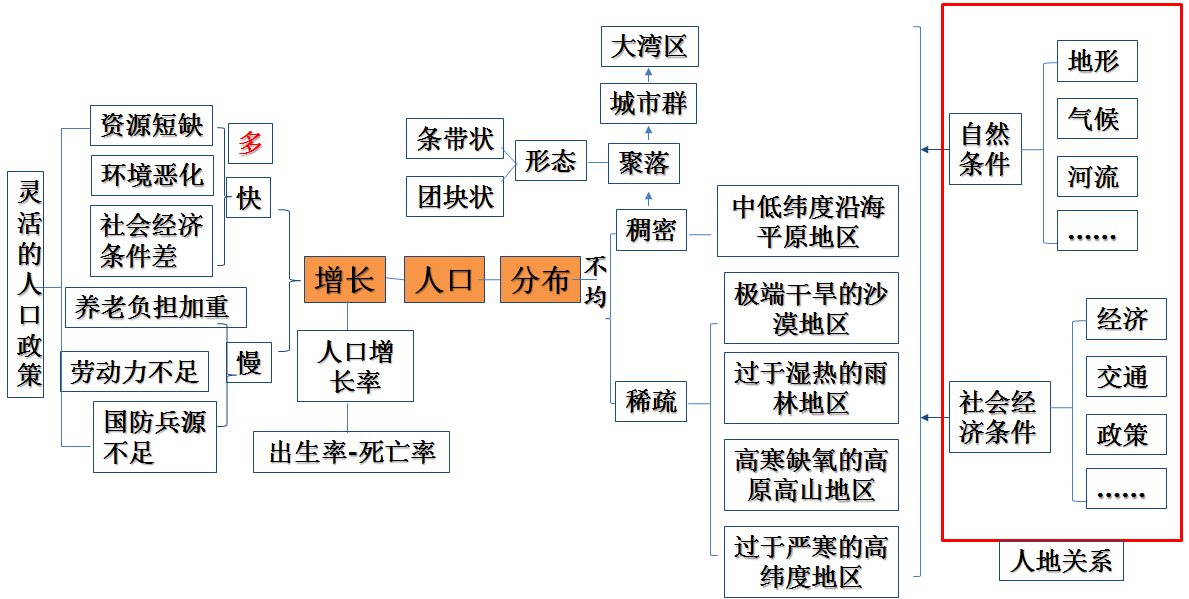 灵
活
的
人
口
政
策
资源短缺
环境恶化
社会经济
条件差
养老负担加重
劳动力不足
国防兵源
不足
多
快
慢
增长
人口增
长率
出生率-死亡率
人口
分布
不
均
条带状
团块状
形态
大湾区
城市群
聚落
稠密
稀疏
中低纬度沿海
平原地区
极端干旱的沙
漠地区
过于湿热的雨
林地区
高寒缺氧的高
原高山地区
过于严寒的高
纬度地区
自然
条件
地形
气候
河流
……
社会经
济条件
经济
交通
政策
……
人地关系